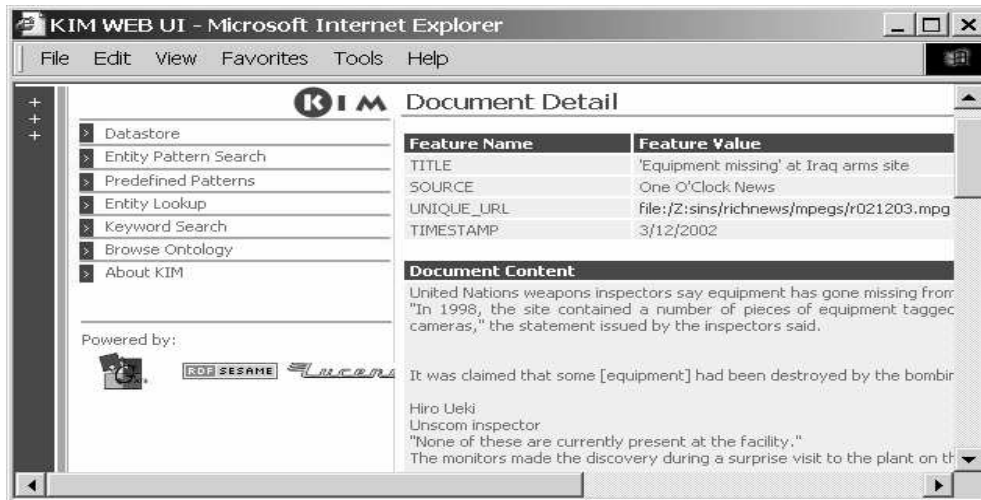 KIM WEB UI - Microsoft Internet Explorer
File Edit View Favorites Tools Help
+
+
+
KIM
Datastore
Entity Pattern Search
Predefined Patterns
Entity Lookup
Keyword Search
Browse Ontology
About KIM
Powered by:
RDF SESAME
Document Detail
Feature Name Feature Value
TITLE 'Equipment missing' at Iraq arms site
SOURCE One O'Clock News
UNIQUE_URL file:/Z:sins/richnews/mpegs/r021203.mpg
TIMESTAMP 3/12/2002
Document Content
United Nations weapons inspectors say equipment has gone missing from
"In 1998, the site contained a number of pieces of equipment tagged
cameras," the statement issued by the inspectors said.
It was claimed that some [equipment] had been destroyed by the
Hiro Ueki
Unscom inspector
"None of these are currently present at the facility."
The monitors made the discovery during a surprise visit to the plant on